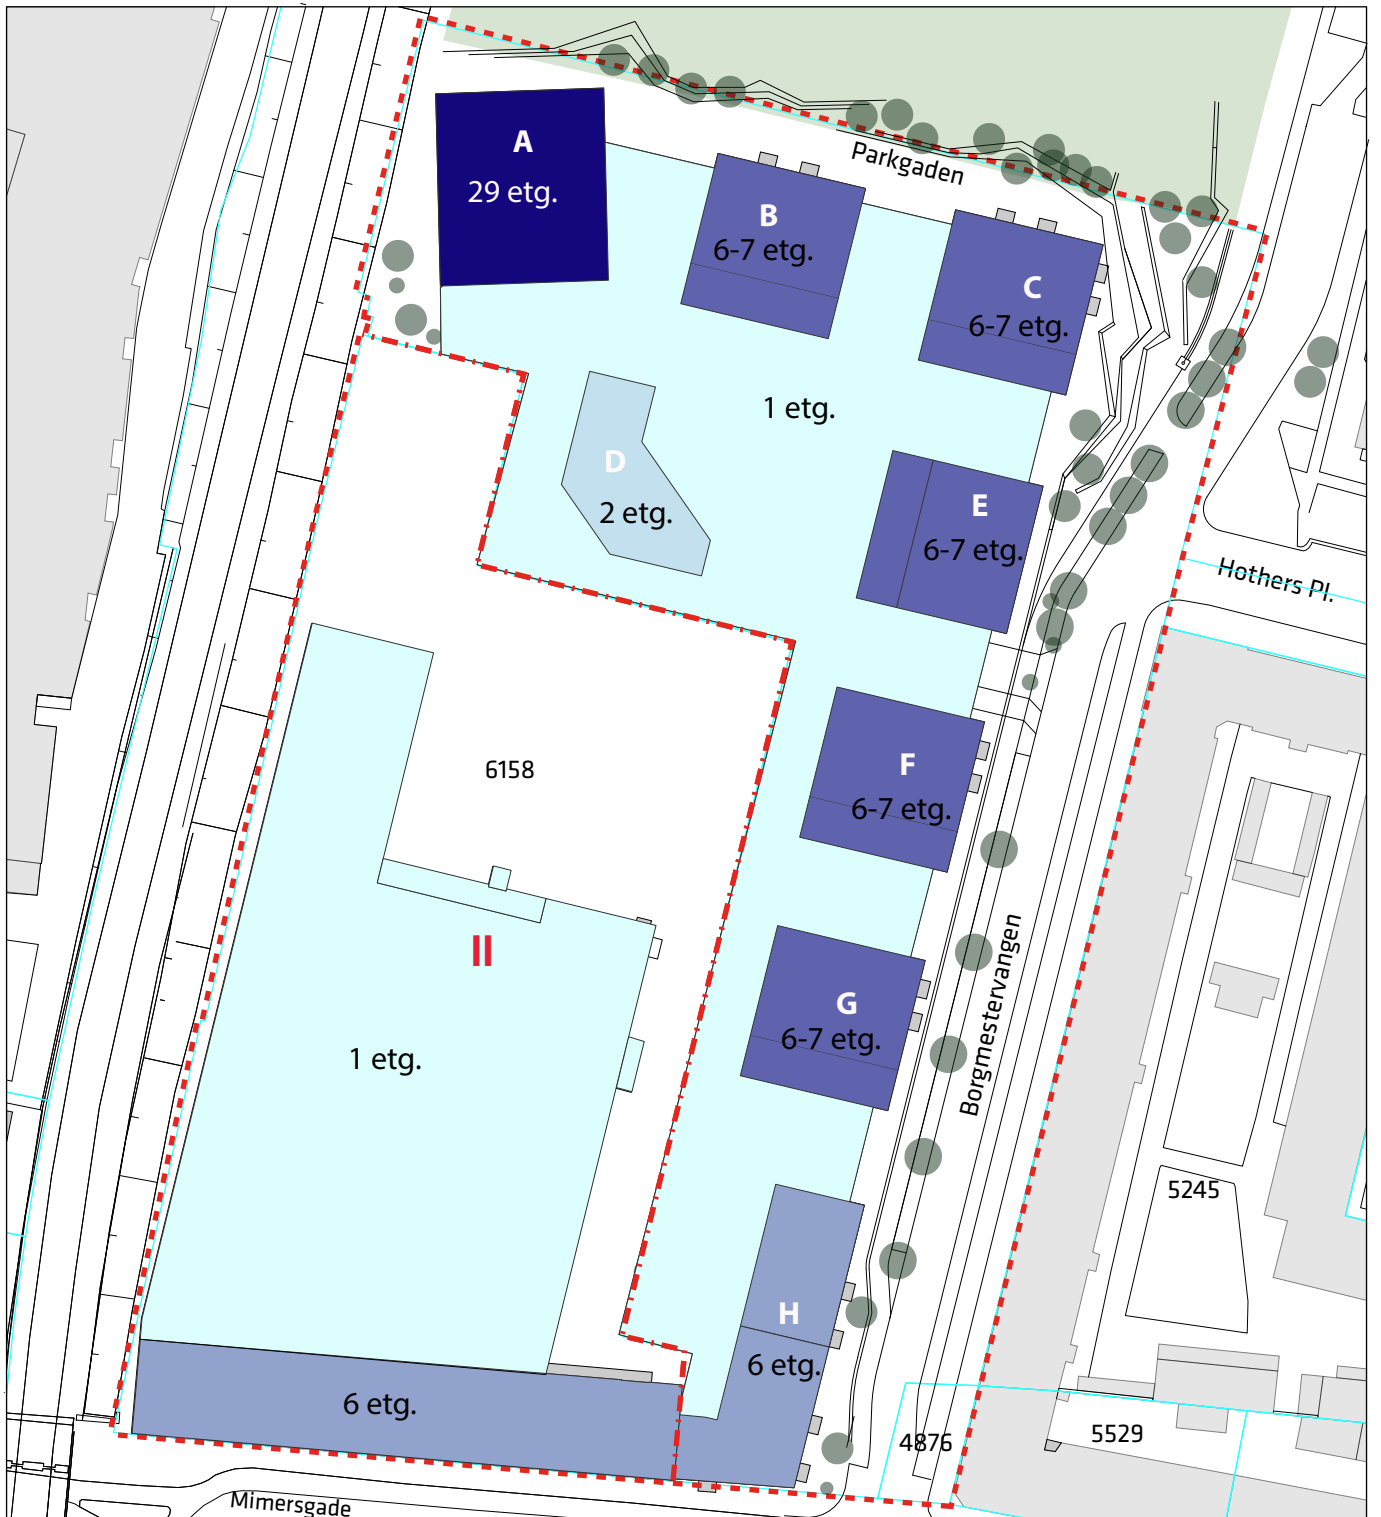 Parkgaden
A
29 etg.
B
6-7 etg.
C
6-7 etg.
1 etg.
D
2 etg.
E
6-7 etg.
Hothers Pl.
F
6-7 etg.
6158
II
G
6-7 etg.
Borgmestervangen
1 etg.
5245
H
6 etg.
6 etg.
4876
5529
Mimersgade